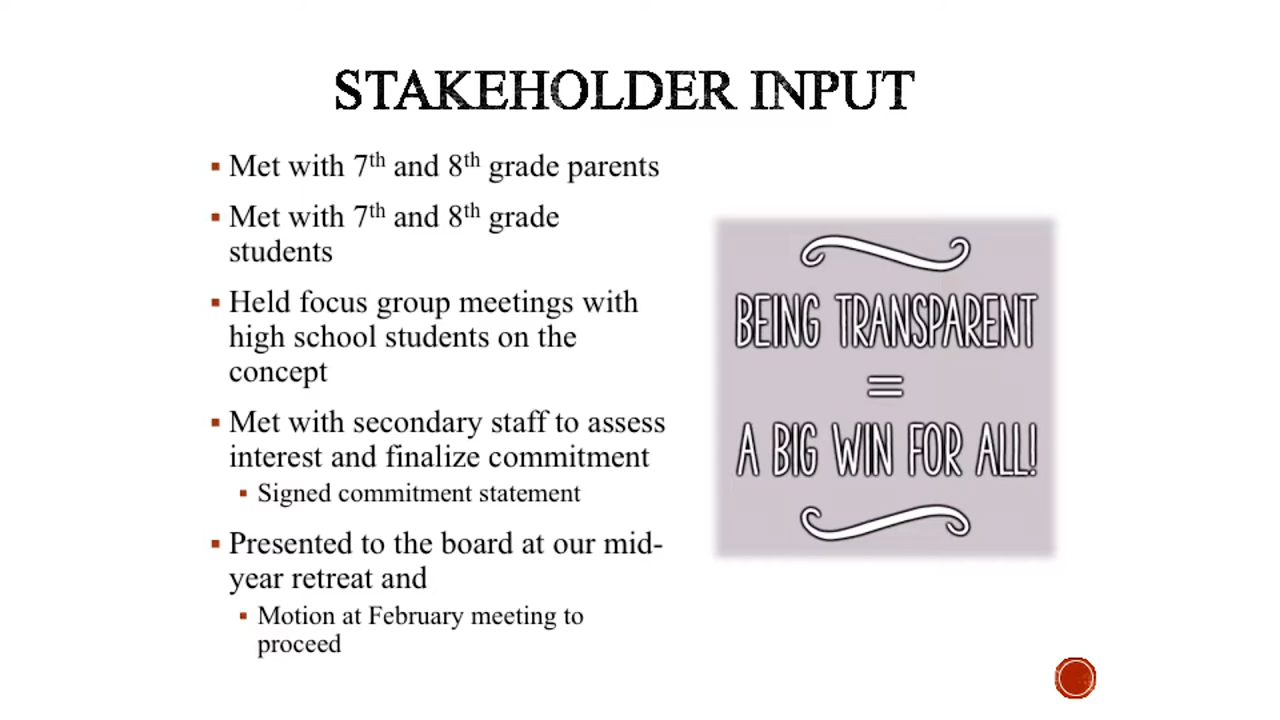 STAKEHOLDER INPUT
▪ Met with 7th and 8th grade parents
▪ Met with 7th and 8th grade
students
▪ Held focus group meetings with
high school students on the
concept
▪ Met with secondary staff to assess
interest and finalize commitment
▪ Signed commitment statement
▪ Presented to the board at our mid-
year retreat and
▪ Motion at February meeting to
proceed
BEING TRANSPARENT
=
A BIG WIN FOR ALL!